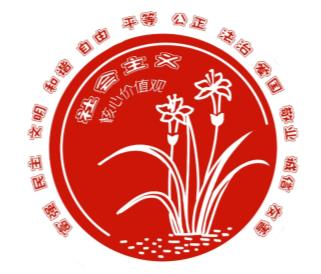 富强 民主 文明 和谐 自由 平等 公正 法治 爱国 敬业 诚信 友善
社会主义
核心价值观